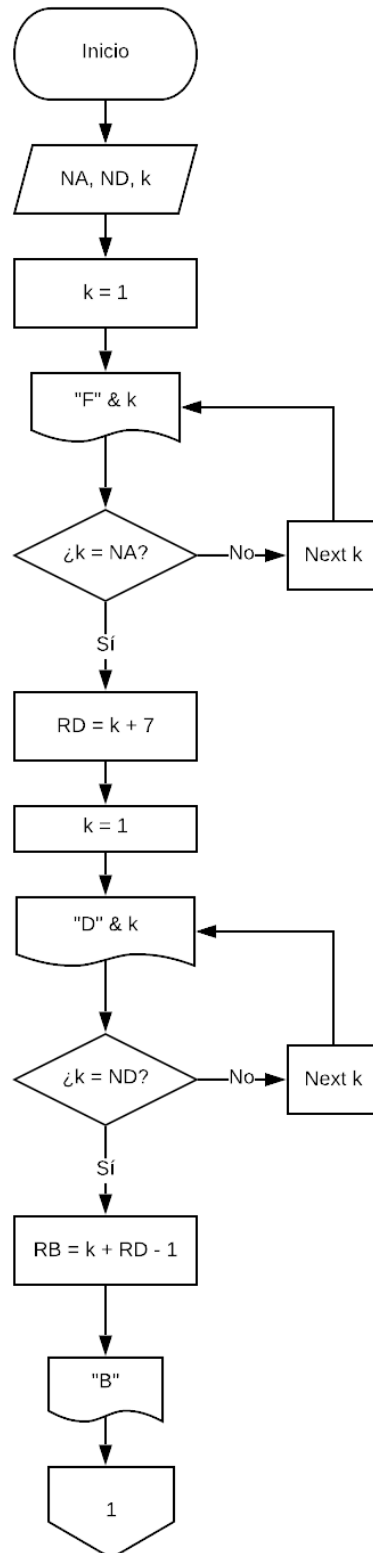 Inicio
NA, ND, k
k = 1
"F" & k
¿k = NA?
No
Next k
Sí
RD = k + 7
k = 1
"D" & k
¿k = ND?
No
Next k
Sí
RB = k + RD - 1
"B"
1